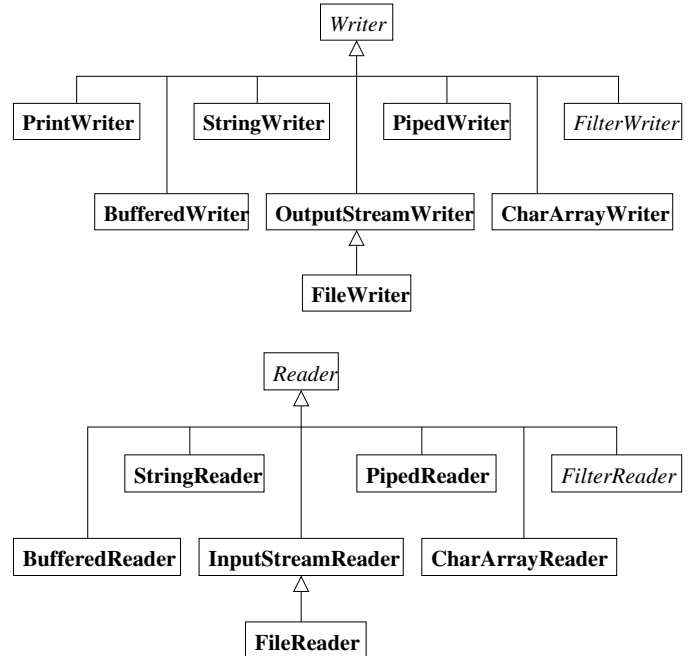 Writer
PrintWriter StringWriter PipedWriter FilterWriter
BufferedWriter OutputStreamWriter CharArrayWriter
FileWriter
Reader
StringReader PipedReader FilterReader
BufferedReader InputStreamReader CharArrayReader
FileReader